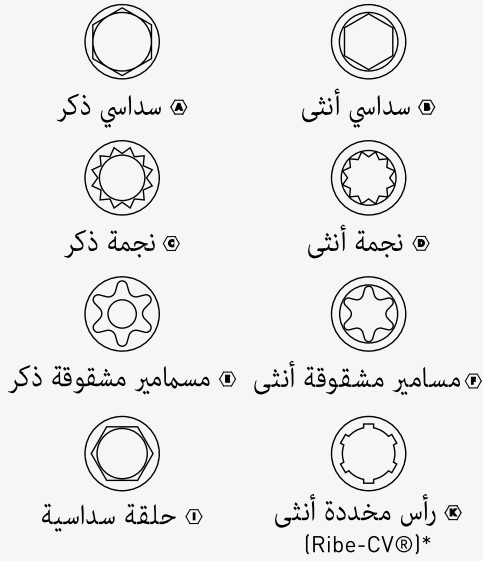 B سداسي أنثى
A سداسي ذكر
D نجمة أنثى
C نجمة ذكر
F مسامير مشقوقة أنثى
E مسمامير مشقوقة ذكر
K رأس مخددة أنثى
(Ribe-CV®)*
I حلقة سداسية